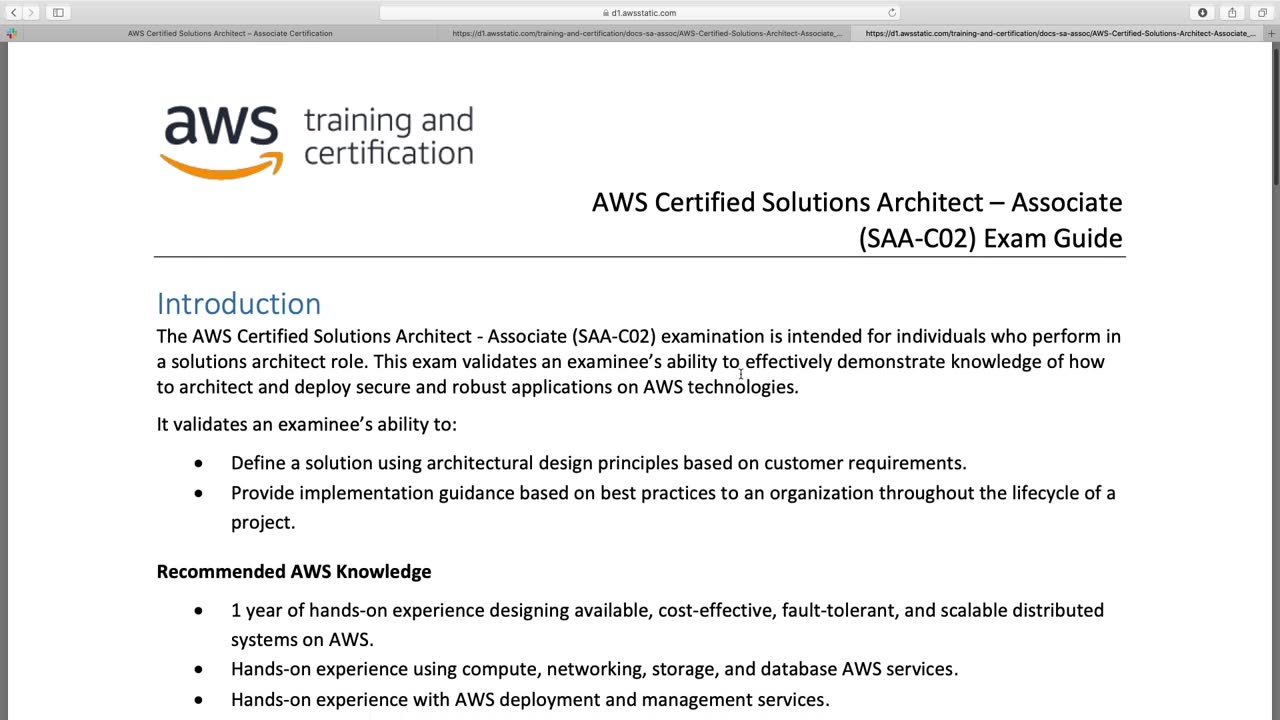 d1.awsstatic.com
AWS Certified Solutions Architect – Associate Certification
https://d1.awsstatic.com/training-and-certification/docs-sa-assoc/AWS-Certified-Solutions-Architect-Associate_...
https://d1.awsstatic.com/training-and-certification/docs-sa-assoc/AWS-Certified-Solutions-Architect-Associate_...
aws training and
certification
AWS Certified Solutions Architect – Associate
(SAA-C02) Exam Guide
Introduction
The AWS Certified Solutions Architect - Associate (SAA-C02) examination is intended for individuals who perform in
a solutions architect role. This exam validates an examinee’s ability to effectively demonstrate knowledge of how
to architect and deploy secure and robust applications on AWS technologies.
It validates an examinee’s ability to:
• Define a solution using architectural design principles based on customer requirements.
• Provide implementation guidance based on best practices to an organization throughout the lifecycle of a
project.
Recommended AWS Knowledge
• 1 year of hands-on experience designing available, cost-effective, fault-tolerant, and scalable distributed
systems on AWS.
• Hands-on experience using compute, networking, storage, and database AWS services.
• Hands-on experience with AWS deployment and management services.